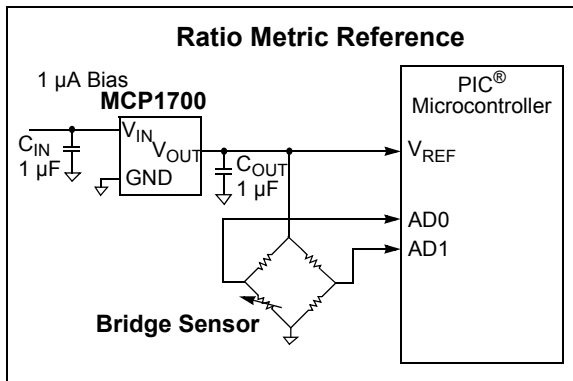 Ratio Metric Reference
1 µA Bias
MCP1700
VIN
VOUT
GND
CIN
1 µF
COUT
1 µF
PIC®
Microcontroller
VREF
AD0
AD1
Bridge Sensor